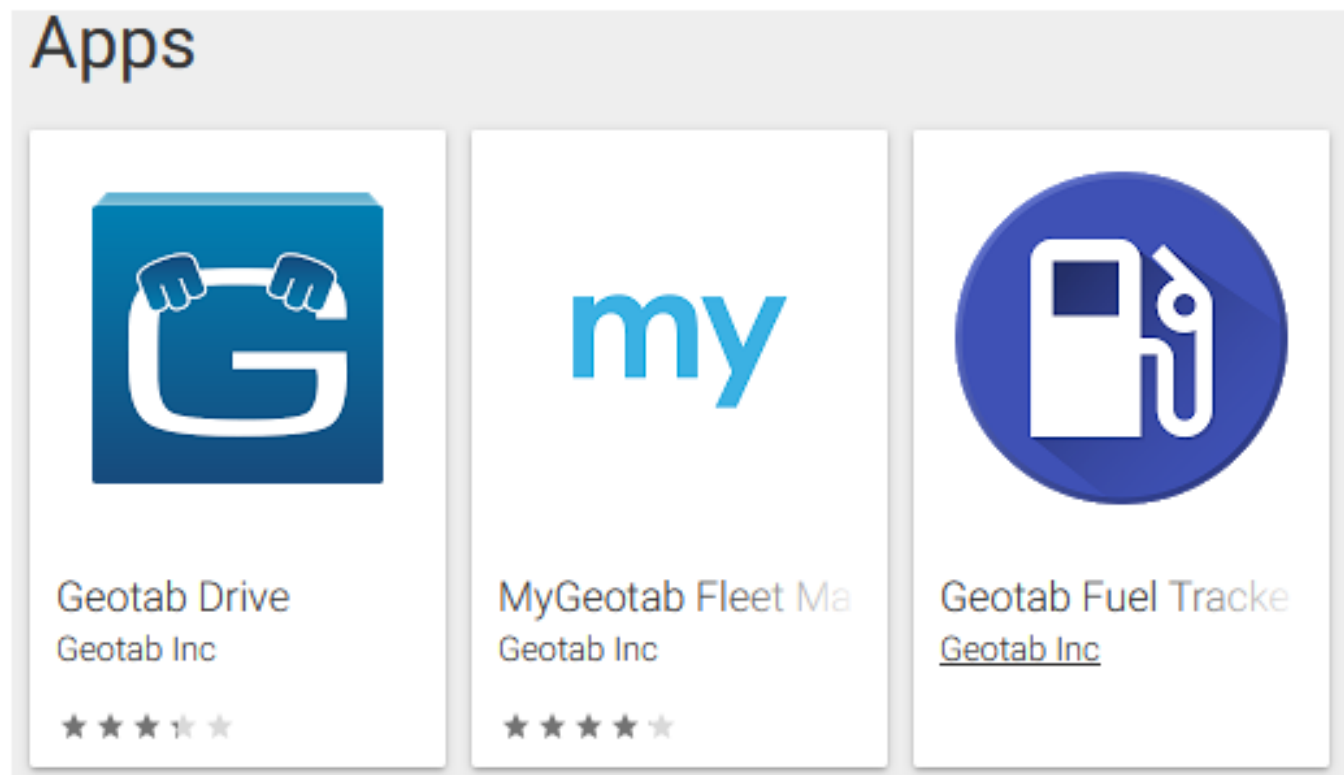 Apps
G
my
Geotab Drive
Geotab Inc
MyGeotab Fleet Ma
Geotab Inc
Geotab Fuel Tracke
Geotab Inc